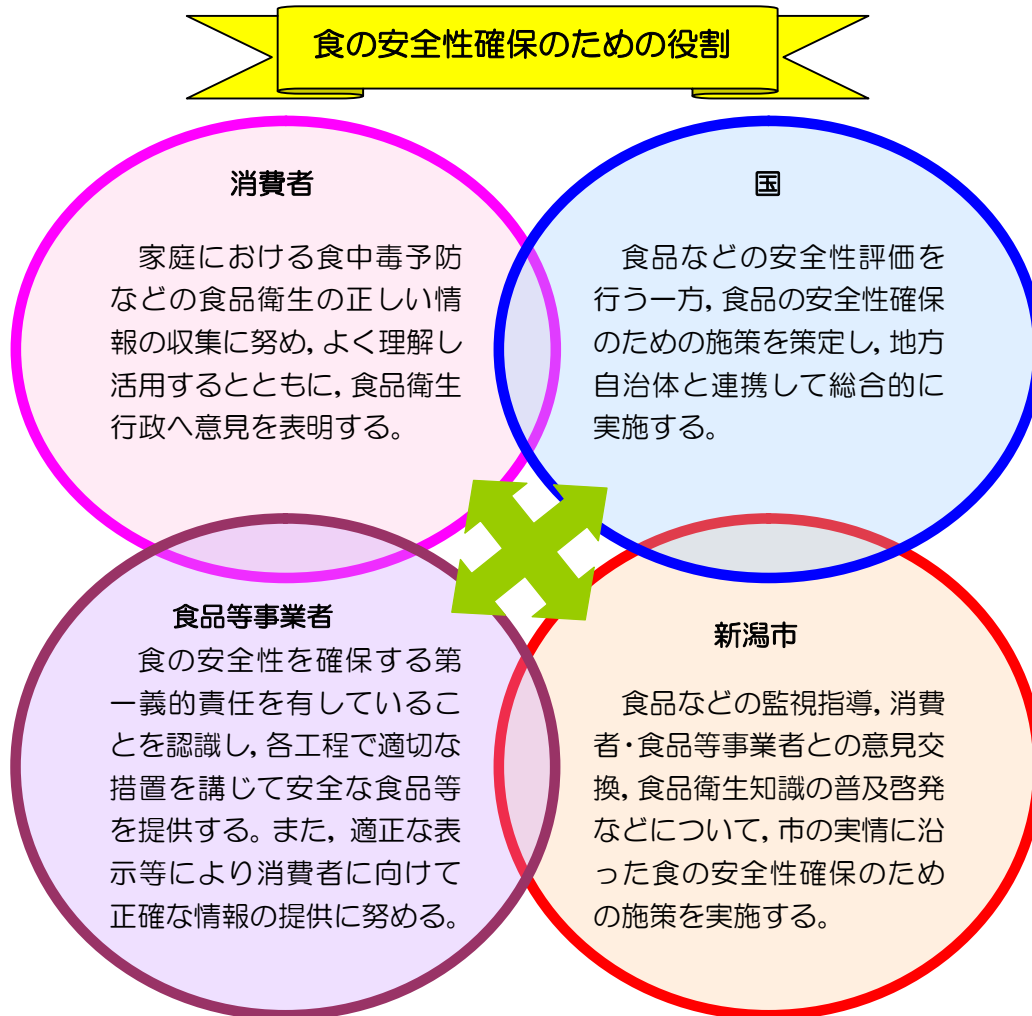 食の安全性確保のための役割
消費者
家庭における食中毒予防
などの食品衛生の正しい情
報の収集に努め,よく理解し
活用するとともに,食品衛生
行政へ意見を表明する。
国
食品などの安全性評価を
行う一方,食品の安全性確保
のための施策を策定し,地方
自治体と連携して総合的に
実施する。
食品等事業者
食の安全性を確保する第
一義的責任を有しているこ
とを認識し,各工程で適切な
措置を講じて安全な食品等
を提供する。また,適正な表
示等により消費者に向けて
正確な情報の提供に努める。
新潟市
食品などの監視指導,消費
者・食品等事業者との意見交
換,食品衛生知識の普及啓発
などについて,市の実情に沿
った食の安全性確保のため
の施策を実施する。